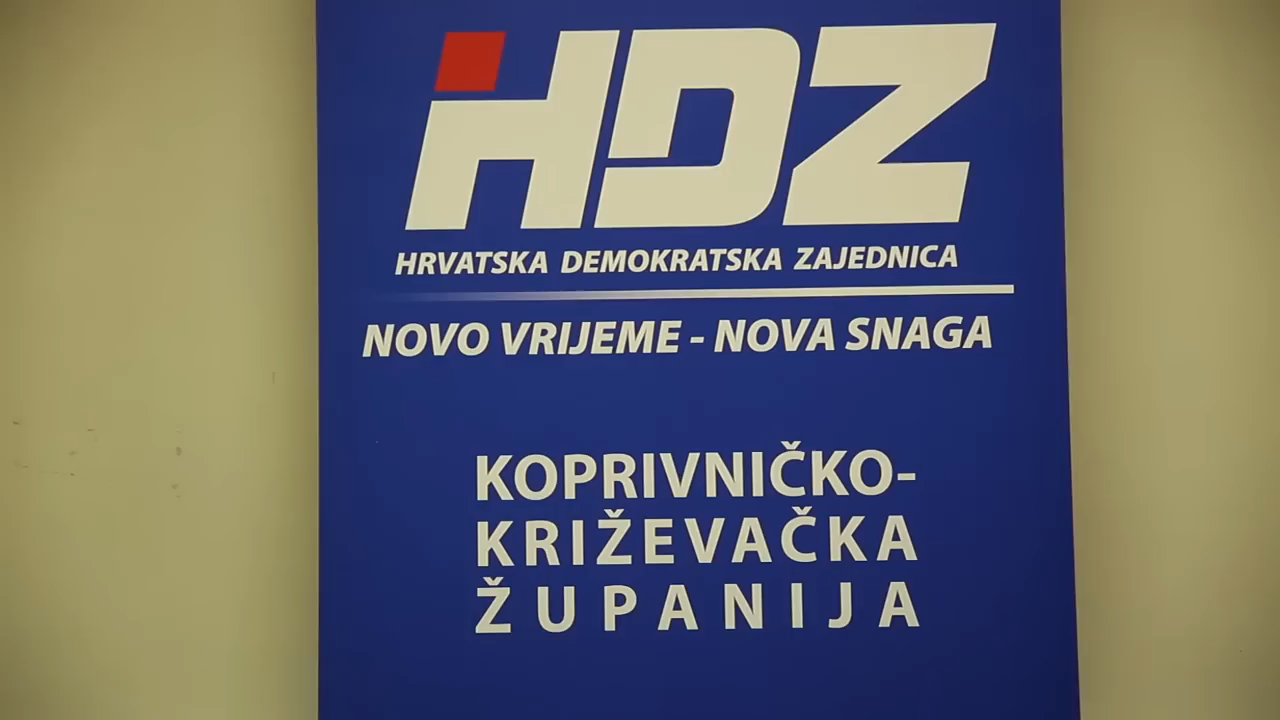 HDZ
HRVATSKA DEMOKRATSKA ZAJEDNICA
NOVO VRIJEME - NOVA SNAGA
KOPRIVNIČKO-
KRIŽEVAČKA
ŽUPANIJA